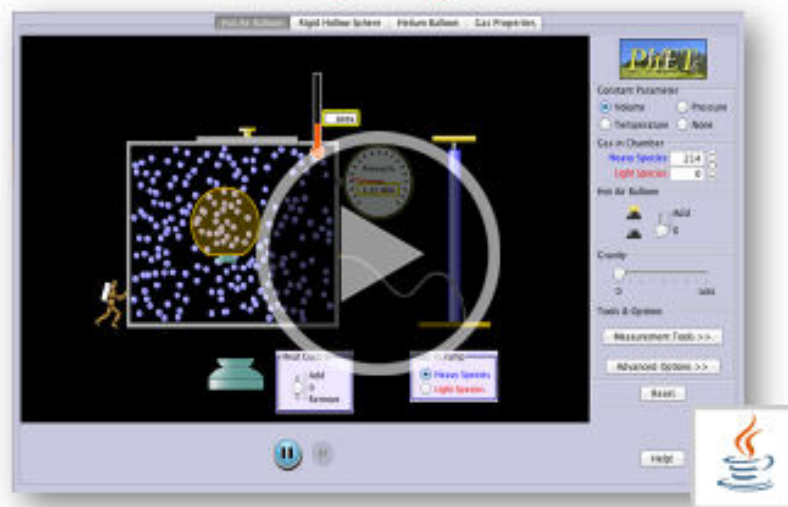 Hot Air Balloon Rigid Hollow Sphere Helium Balloon Gas Properties
PhET
Constant Parameter
Volume Pressure
Temperature None
Gas in Chamber
Heavy Species 214
Light Species 0
Hot Air Balloon
Add
0
Gravity
0 Lots
Tools & Options
Measurement Tools >>
Advanced Options >>
Reset
Pressure
Heat
Add
0
Remove
Heavy Species
Light Species
Help!